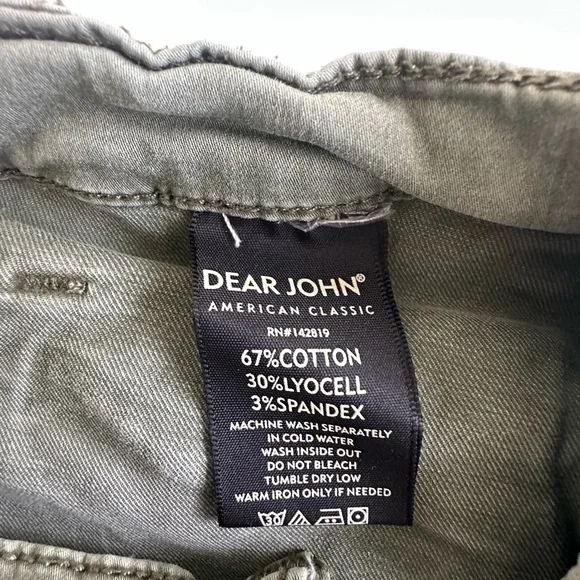 DEAR JOHN®
AMERICAN CLASSIC
RN#142819
67%COTTON
30%LYOCELL
3%SPANDEX
MACHINE WASH SEPARATELY
IN COLD WATER
WASH INSIDE OUT
DO NOT BLEACH
TUMBLE DRY LOW
WARM IRON ONLY IF NEEDED
30